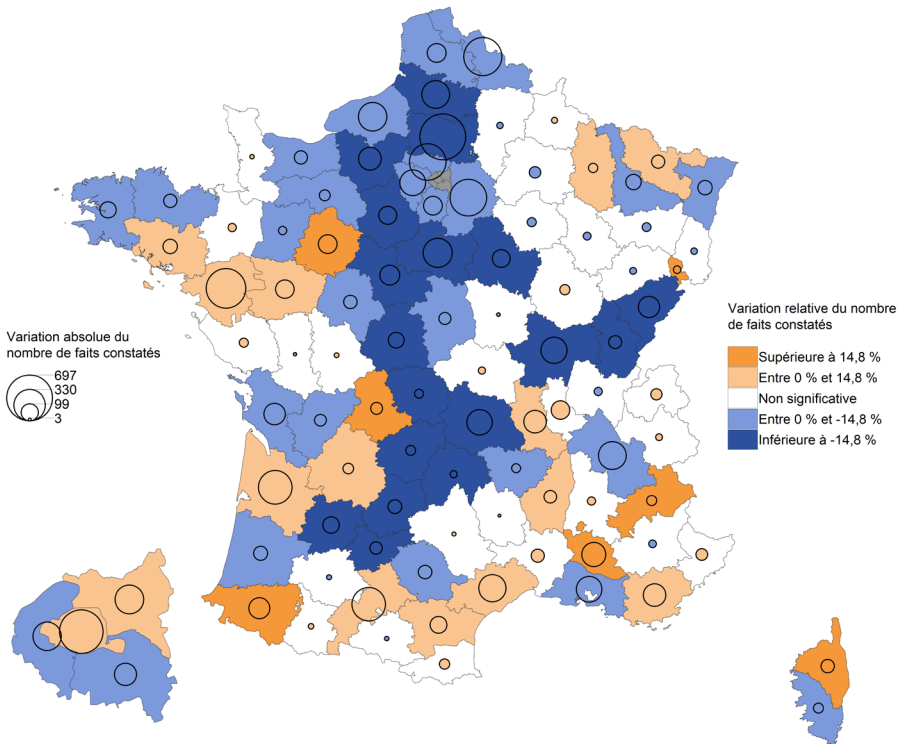 Variation absolue du
nombre de faits constatés
697
330
99
3
Variation relative du nombre
de faits constatés
Supérieure à 14,8 %
Entre 0 % et 14,8 %
Non significative
Entre 0 % et -14,8 %
Inférieure à -14,8 %